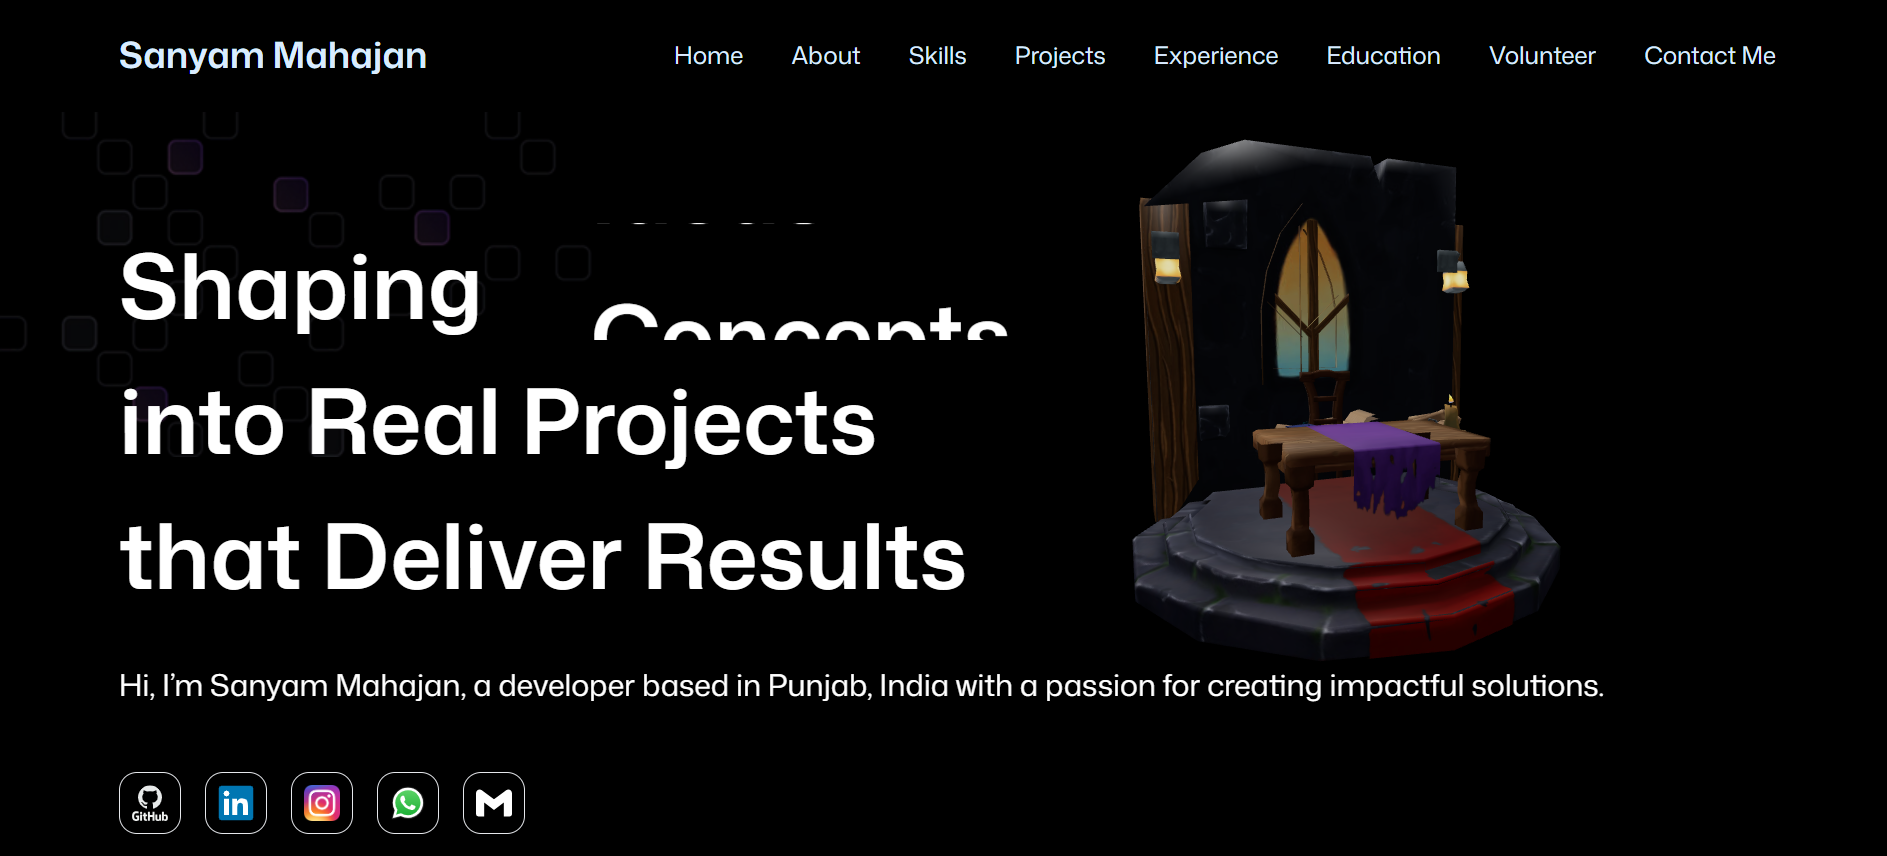 Sanyam Mahajan
Home About Skills Projects Experience Education Volunteer Contact Me
Shaping Concepts
into Real Projects
that Deliver Results
Hi, I’m Sanyam Mahajan, a developer based in Punjab, India with a passion for creating impactful solutions.
GitHub
in